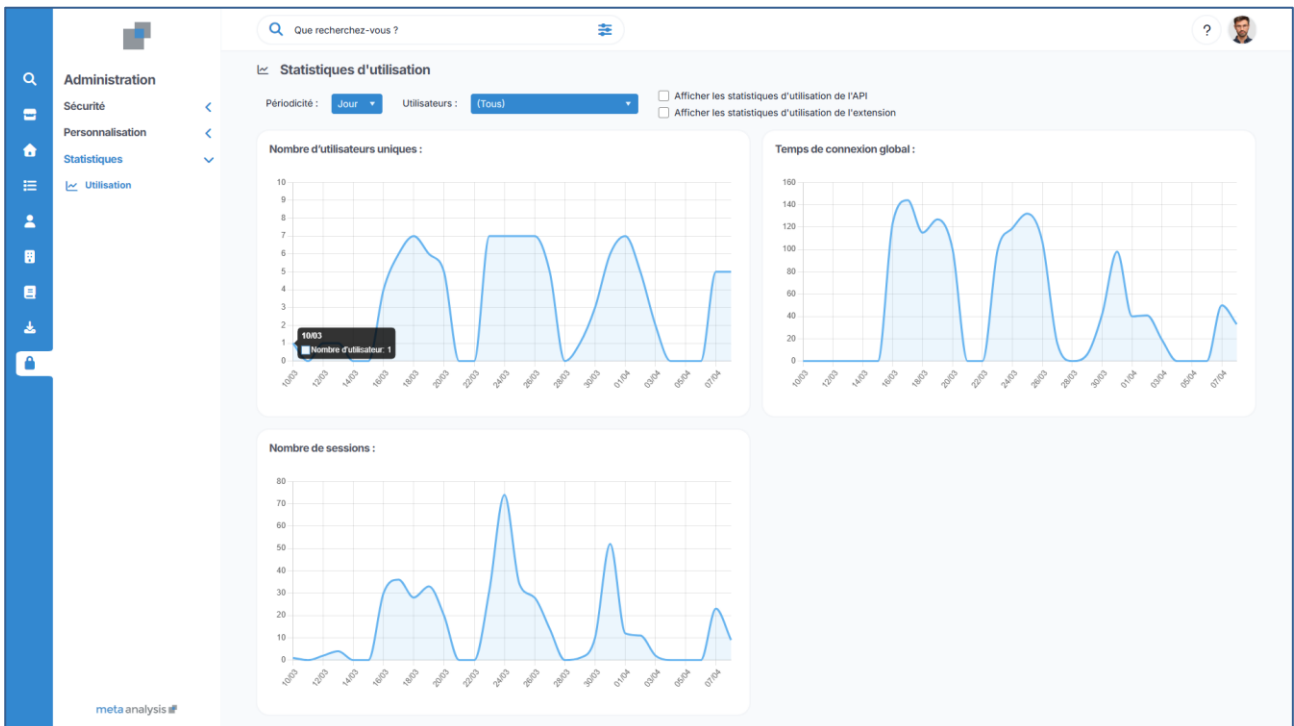 Que recherchez-vous ?
?
Administration
Sécurité
Personnalisation
Statistiques
Utilisation
meta analysis
Statistiques d'utilisation
Périodicité :
Jour
Utilisateurs :
(Tous)
Afficher les statistiques d'utilisation de l'API
Afficher les statistiques d'utilisation de l'extension
Nombre d'utilisateurs uniques :
10
9
8
7
6
5
4
3
2
1
0
10/03
Nombre d'utilisateur: 1
10/03 12/03 14/03 16/03 18/03 20/03 22/03 24/03 26/03 28/03 30/03 01/04 03/04 05/04 07/04
Temps de connexion global :
160
140
120
100
80
60
40
20
0
10/03 12/03 14/03 16/03 18/03 20/03 22/03 24/03 26/03 28/03 30/03 01/04 03/04 05/04 07/04
Nombre de sessions :
80
70
60
50
40
30
20
10
0
10/03 12/03 14/03 16/03 18/03 20/03 22/03 24/03 26/03 28/03 30/03 01/04 03/04 05/04 07/04